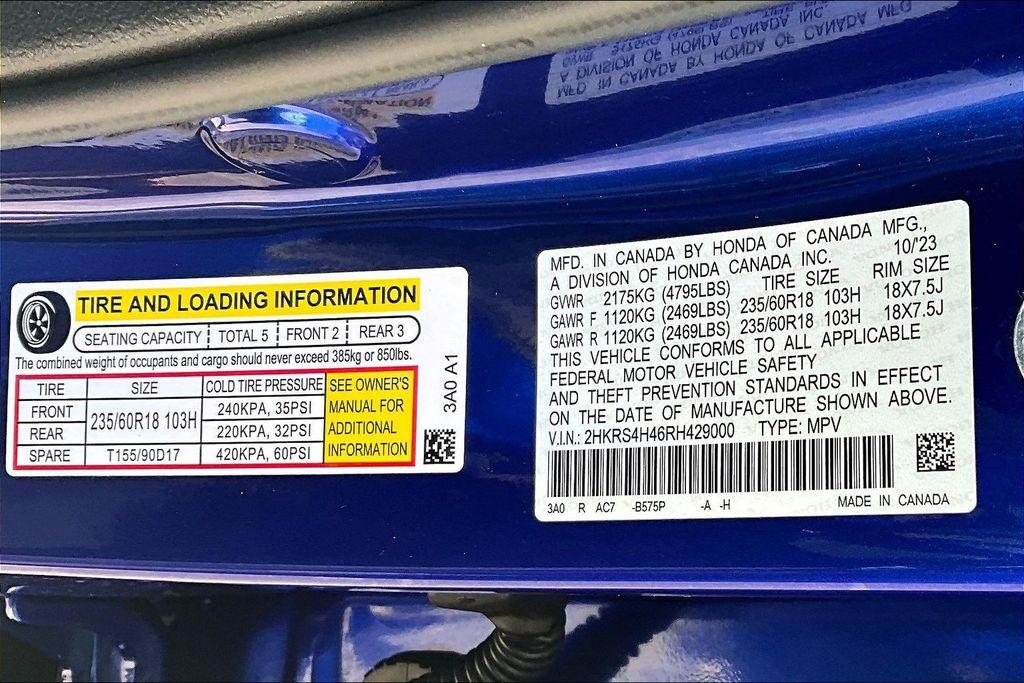 TIRE AND LOADING INFORMATION
SEATING CAPACITY TOTAL 5 FRONT 2 REAR 3
The combined weight of occupants and cargo should never exceed 385kg or 850lbs.
TIRE SIZE COLD TIRE PRESSURE
FRONT 235/60R18 103H 240KPA, 35PSI
REAR 220KPA, 32PSI
SPARE T155/90D17 420KPA, 60PSI
SEE OWNER'S
MANUAL FOR
ADDITIONAL
INFORMATION
3A0 A1
MFD. IN CANADA BY HONDA OF CANADA MFG.,
A DIVISION OF HONDA CANADA INC. 10/'23
GVWR 2175KG (4795LBS) TIRE SIZE RIM SIZE
GAWR F 1120KG (2469LBS) 235/60R18 103H 18X7.5J
GAWR R 1120KG (2469LBS) 235/60R18 103H 18X7.5J
THIS VEHICLE CONFORMS TO ALL APPLICABLE
FEDERAL MOTOR VEHICLE SAFETY
AND THEFT PREVENTION STANDARDS IN EFFECT
ON THE DATE OF MANUFACTURE SHOWN ABOVE.
V.I.N.: 2HKRS4H46RH429000 TYPE: MPV
3A0 R AC7 -B575P -A -H
MADE IN CANADA